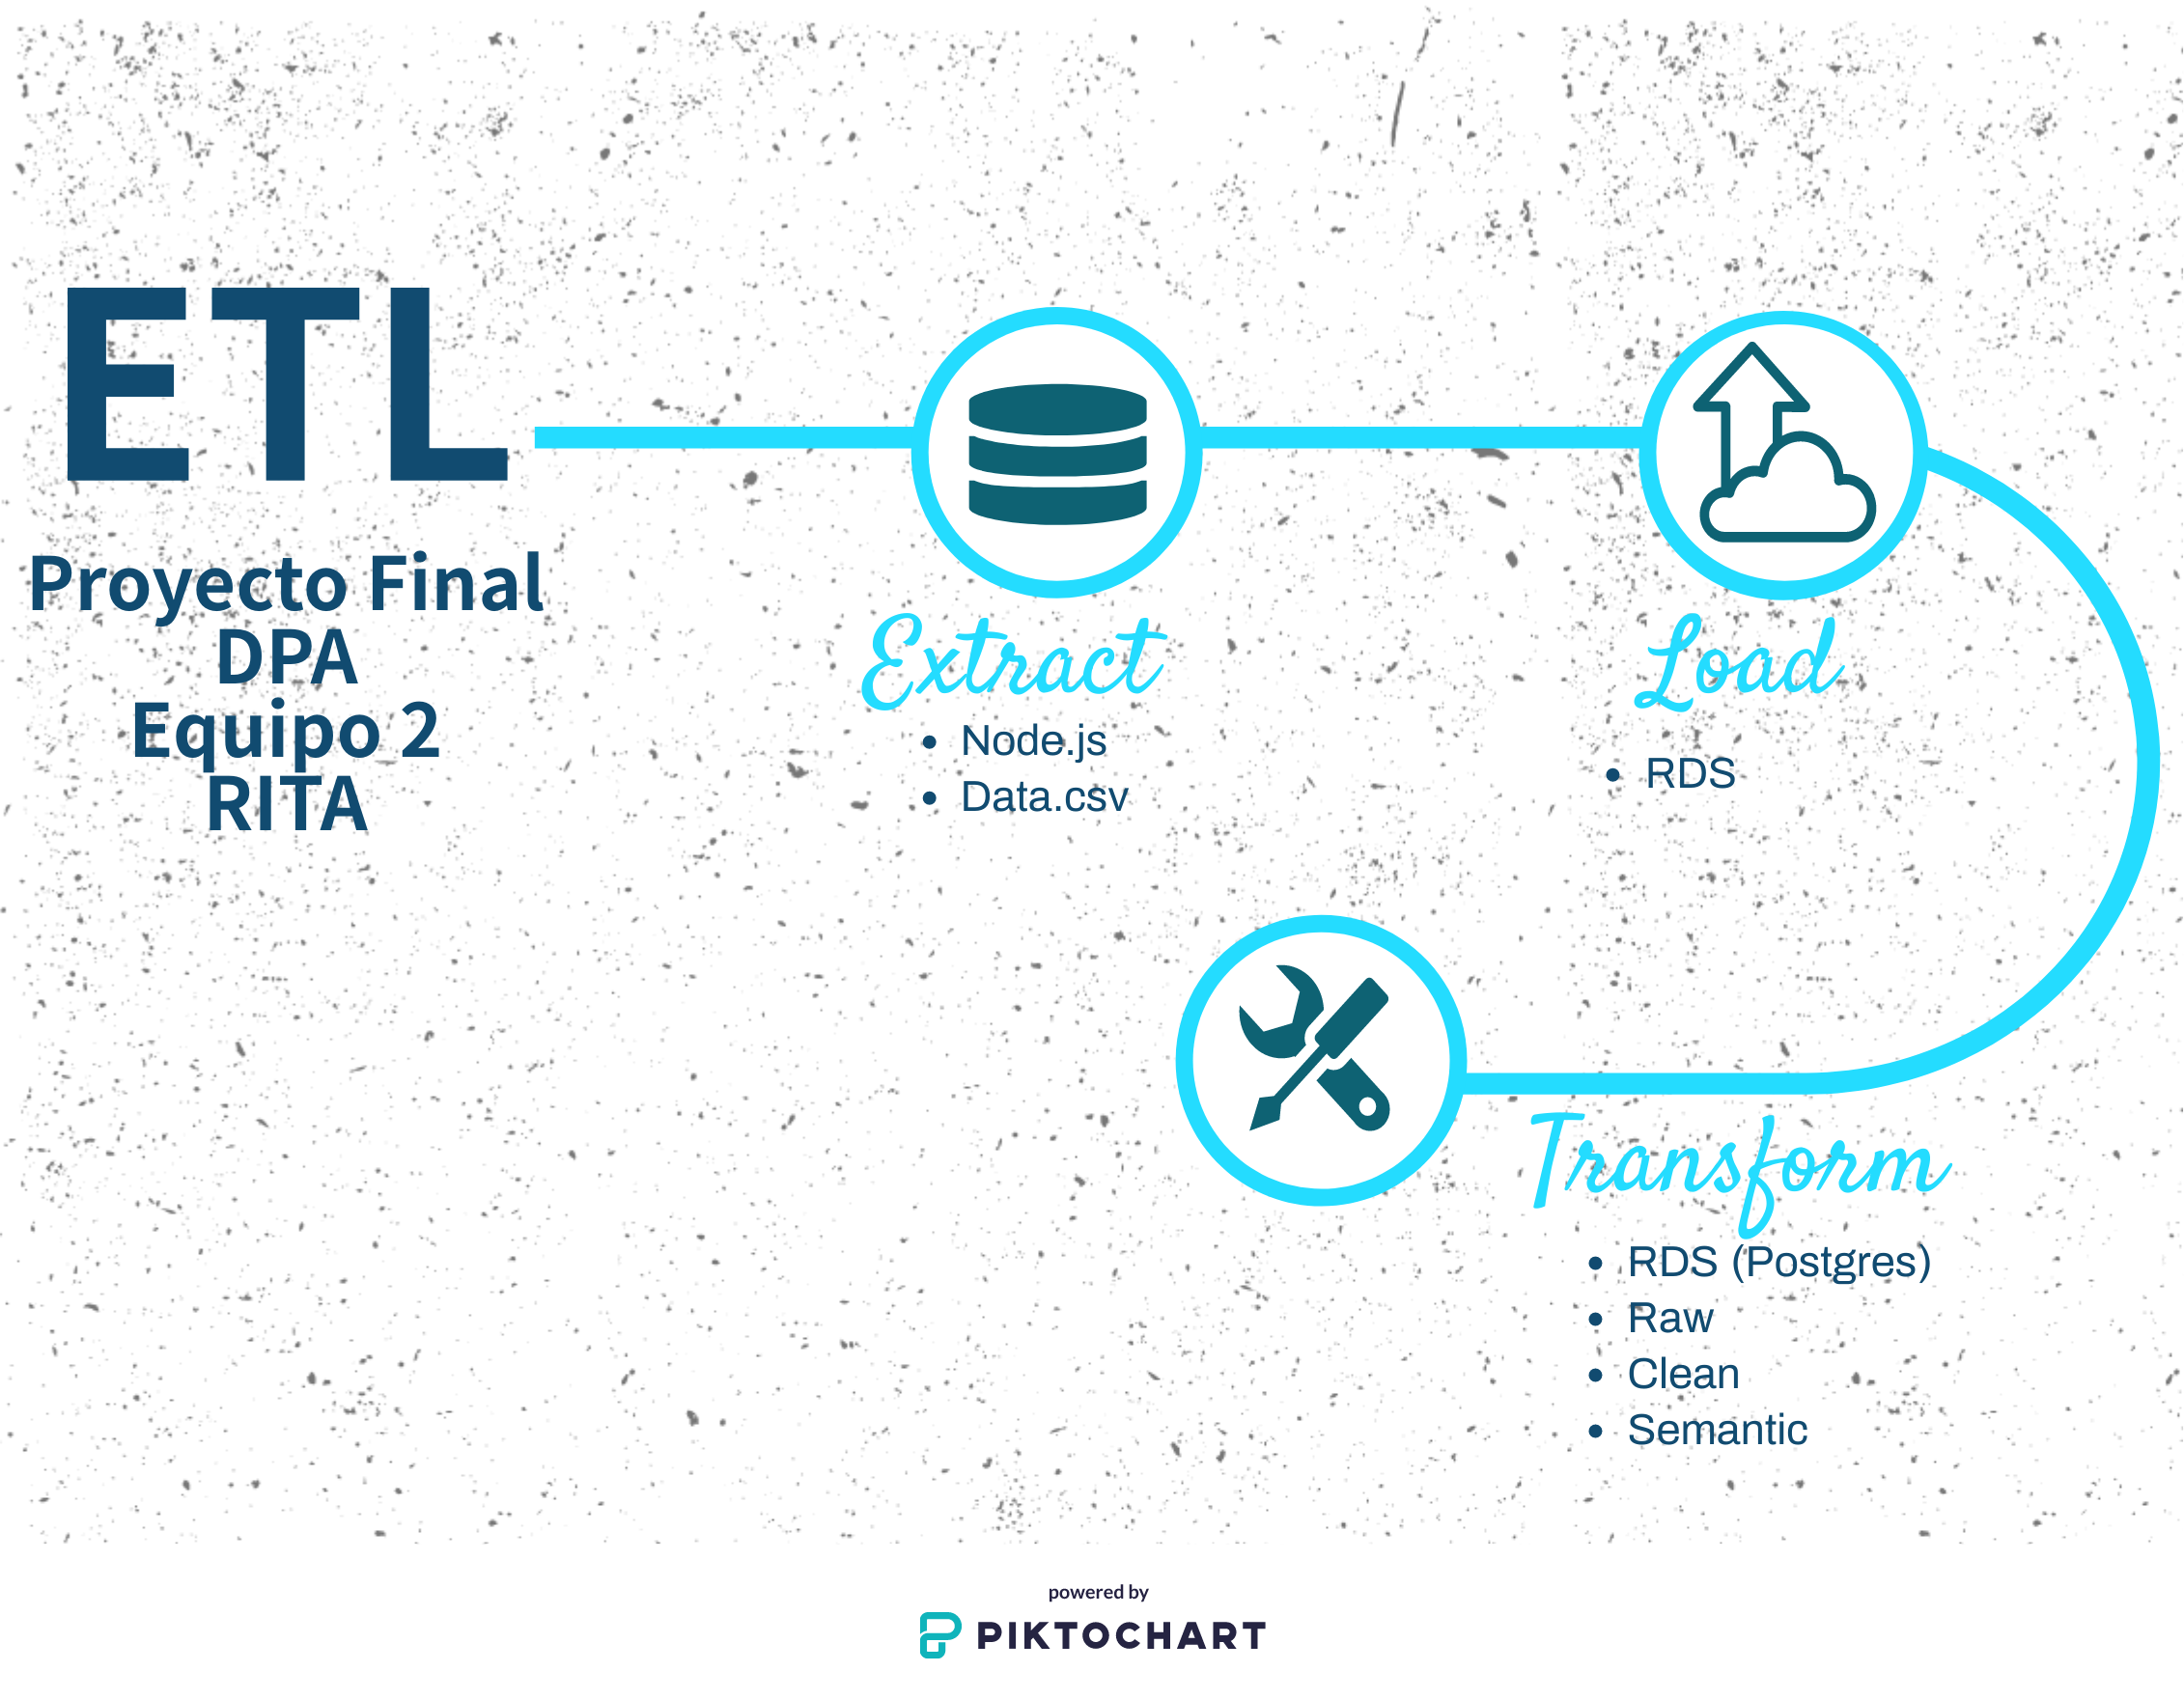 ETL
Proyecto Final
DPA
Equipo 2
RITA
Extract
• Node.js
• Data.csv
Load
• RDS
Transform
• RDS (Postgres)
• Raw
• Clean
• Semantic
powered by
PIKTOCHART